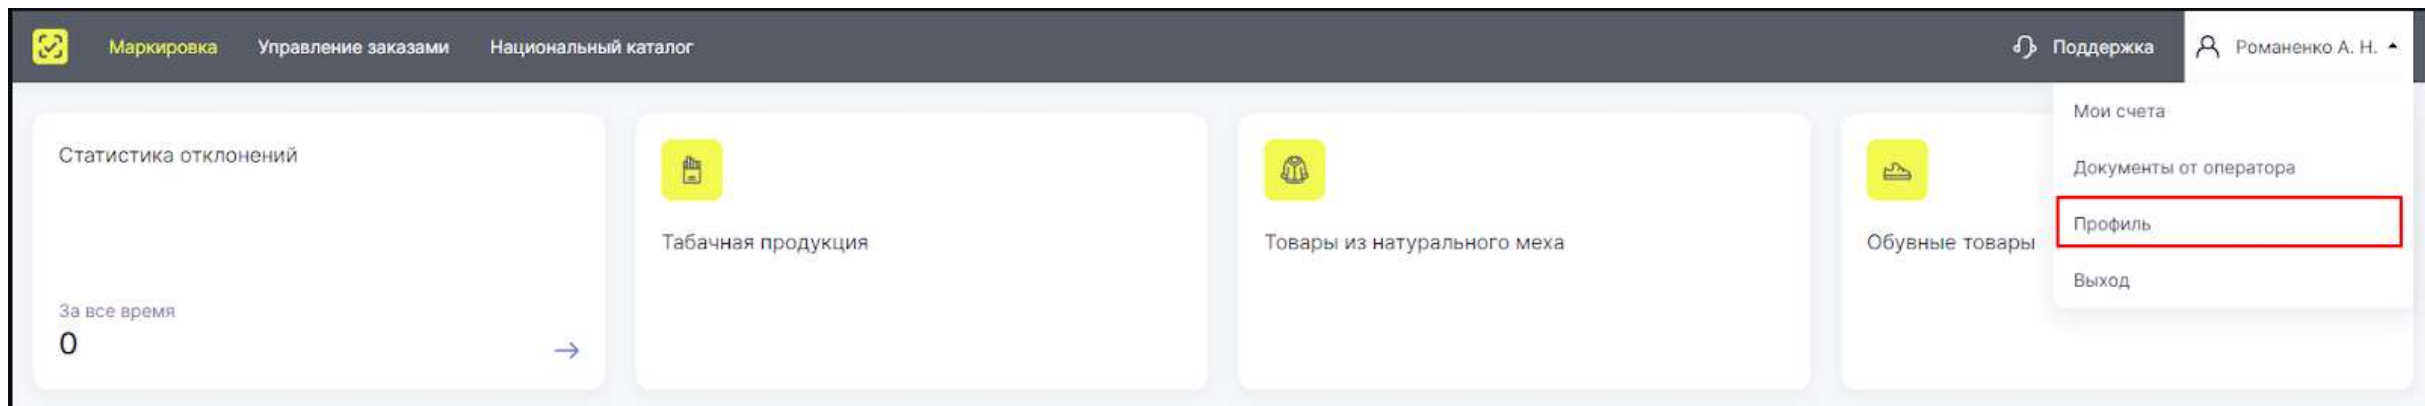 Маркировка Управление заказами Национальный каталог Поддержка Романенко А. Н.
Мои счета
Документы от оператора
Профиль
Выход
Статистика отклонений
За все время
0
Табачная продукция
Товары из натурального меха
Обувные товары